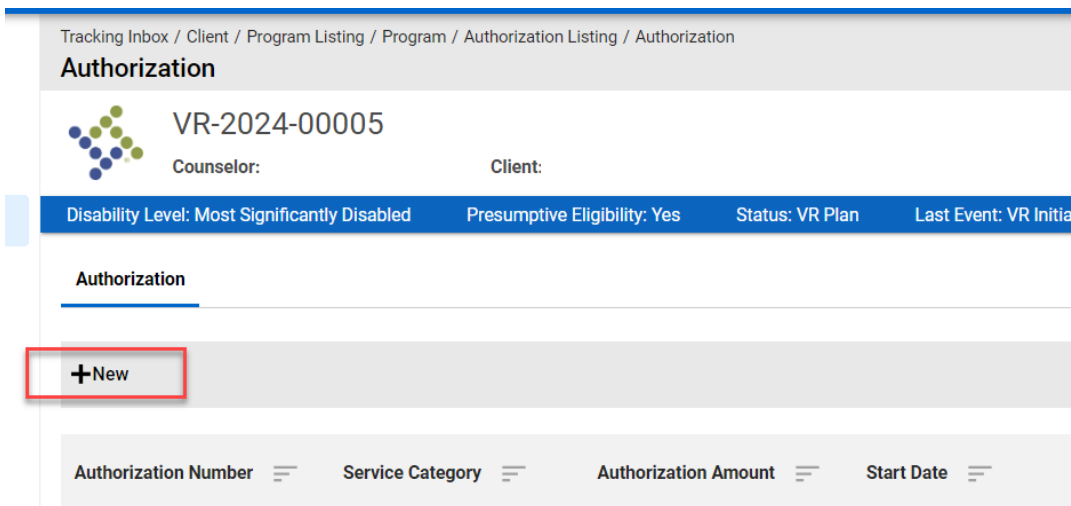 Tracking Inbox / Client / Program Listing / Program / Authorization Listing / Authorization
Authorization
VR-2024-00005
Counselor: Client:
Disability Level: Most Significantly Disabled Presumptive Eligibility: Yes Status: VR Plan Last Event: VR Initia
Authorization
+New
Authorization Number Service Category Authorization Amount Start Date